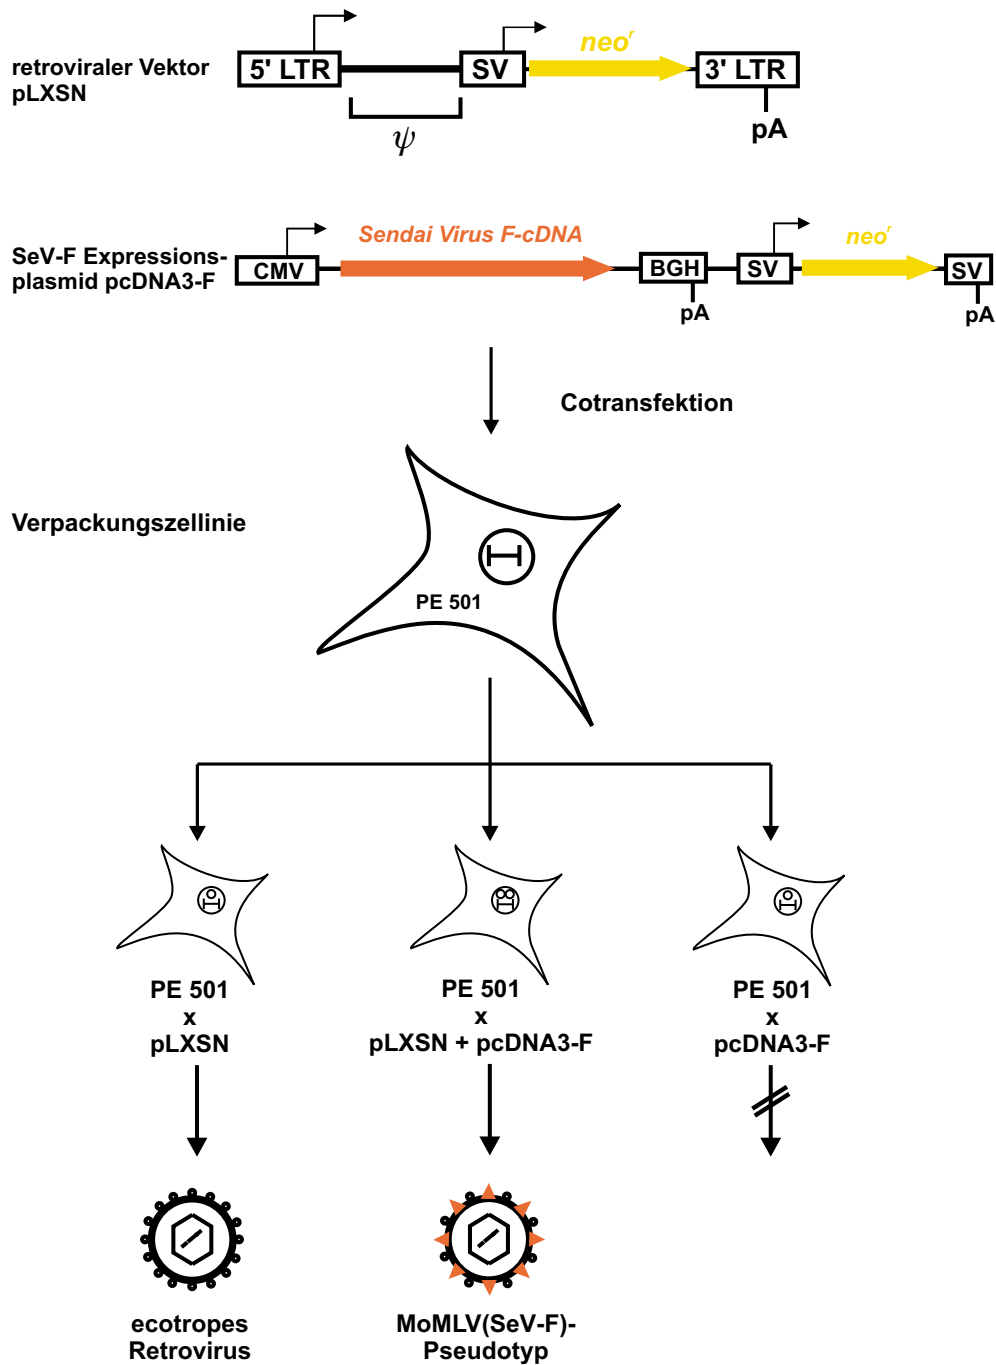 retroviraler Vektor
pLXSN
5' LTR
SV
neoʳ
3' LTR
ψ
pA
SeV-F Expressions-
plasmid pcDNA3-F
CMV
Sendai Virus F-cDNA
BGH
pA
SV
neoʳ
SV
pA
Cotransfektion
Verpackungszellinie
PE 501
PE 501
x
pLXSN
PE 501
x
pLXSN + pcDNA3-F
PE 501
x
pcDNA3-F
ecotropes
Retrovirus
MoMLV(SeV-F)-
Pseudotyp